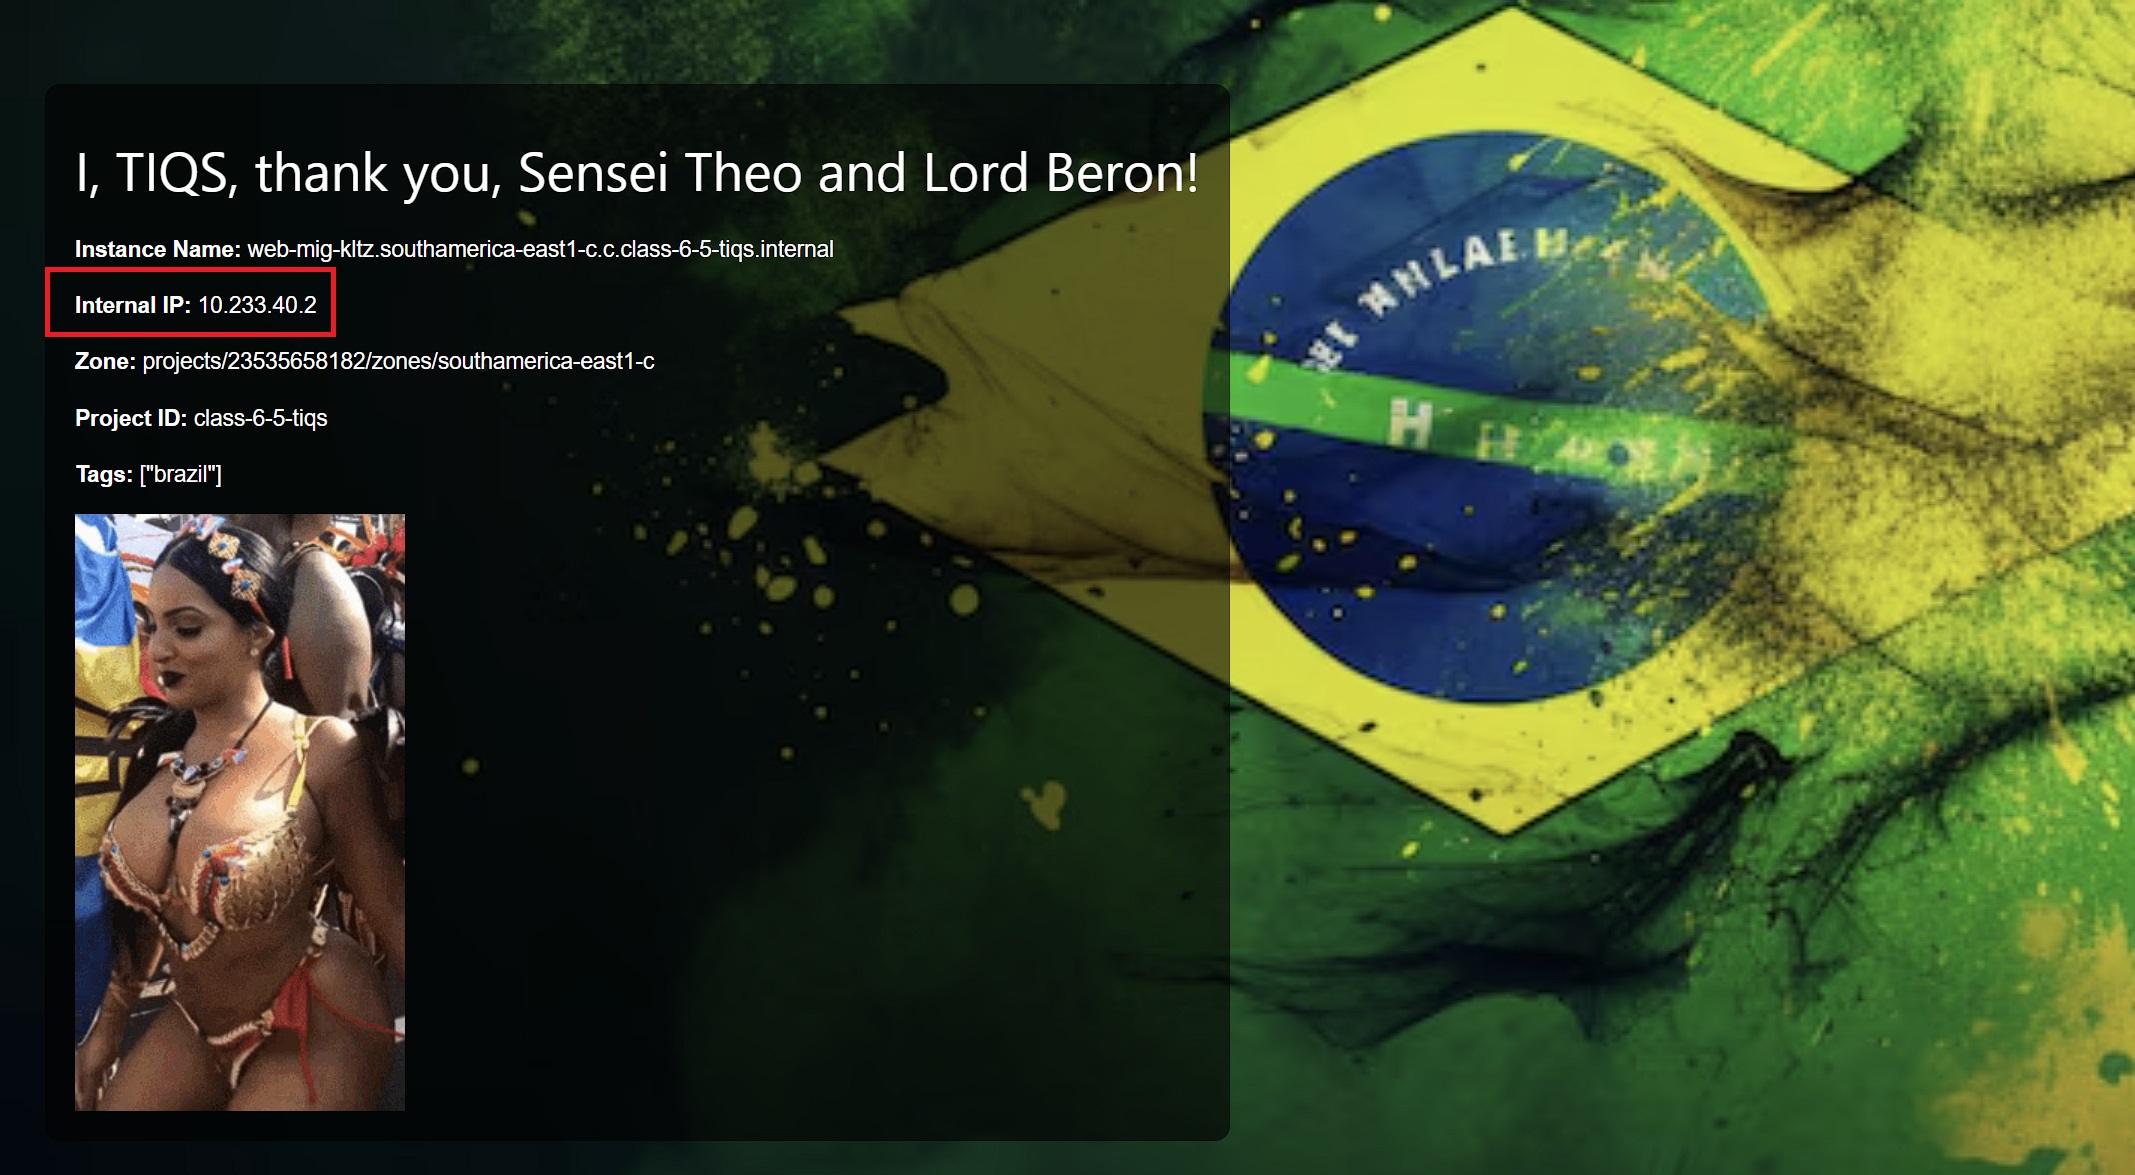 I, TIQS, thank you, Sensei Theo and Lord Beron!
Instance Name: web-mig-kltz.southamerica-east1-c.c.class-6-5-tiqs.internal
Internal IP: 10.233.40.2
Zone: projects/23535658182/zones/southamerica-east1-c
Project ID: class-6-5-tiqs
Tags: ["brazil"]